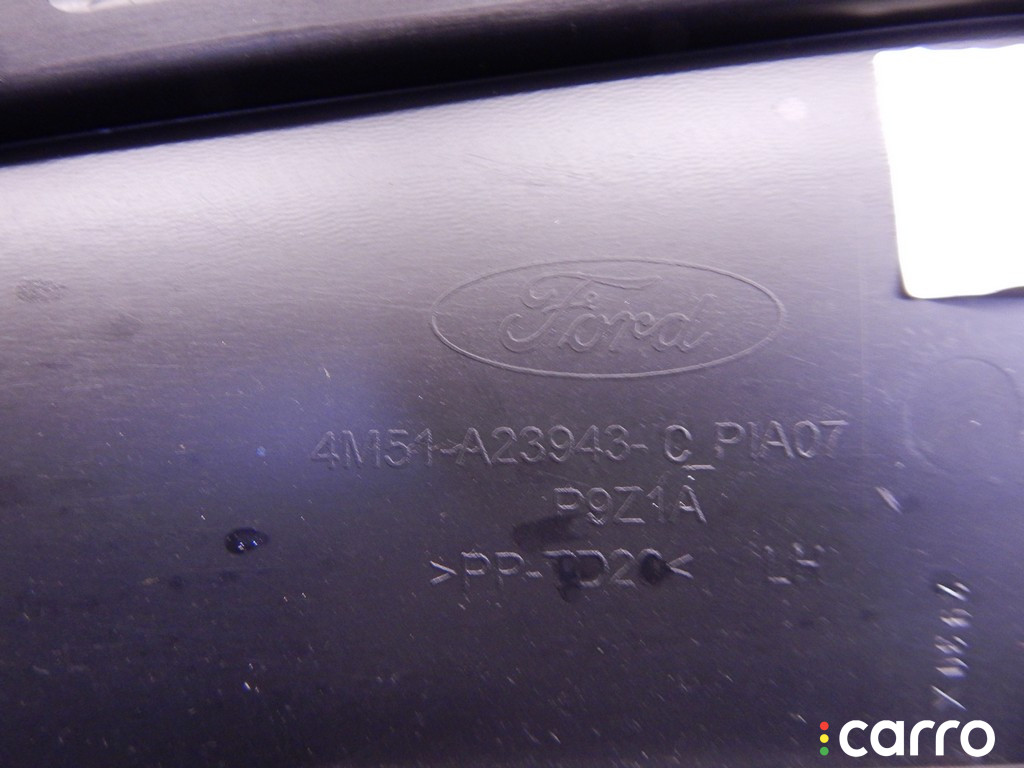 Ford
4M51-A23943- C_PIA07
P9Z1A
>PP-TD20< LH
carro